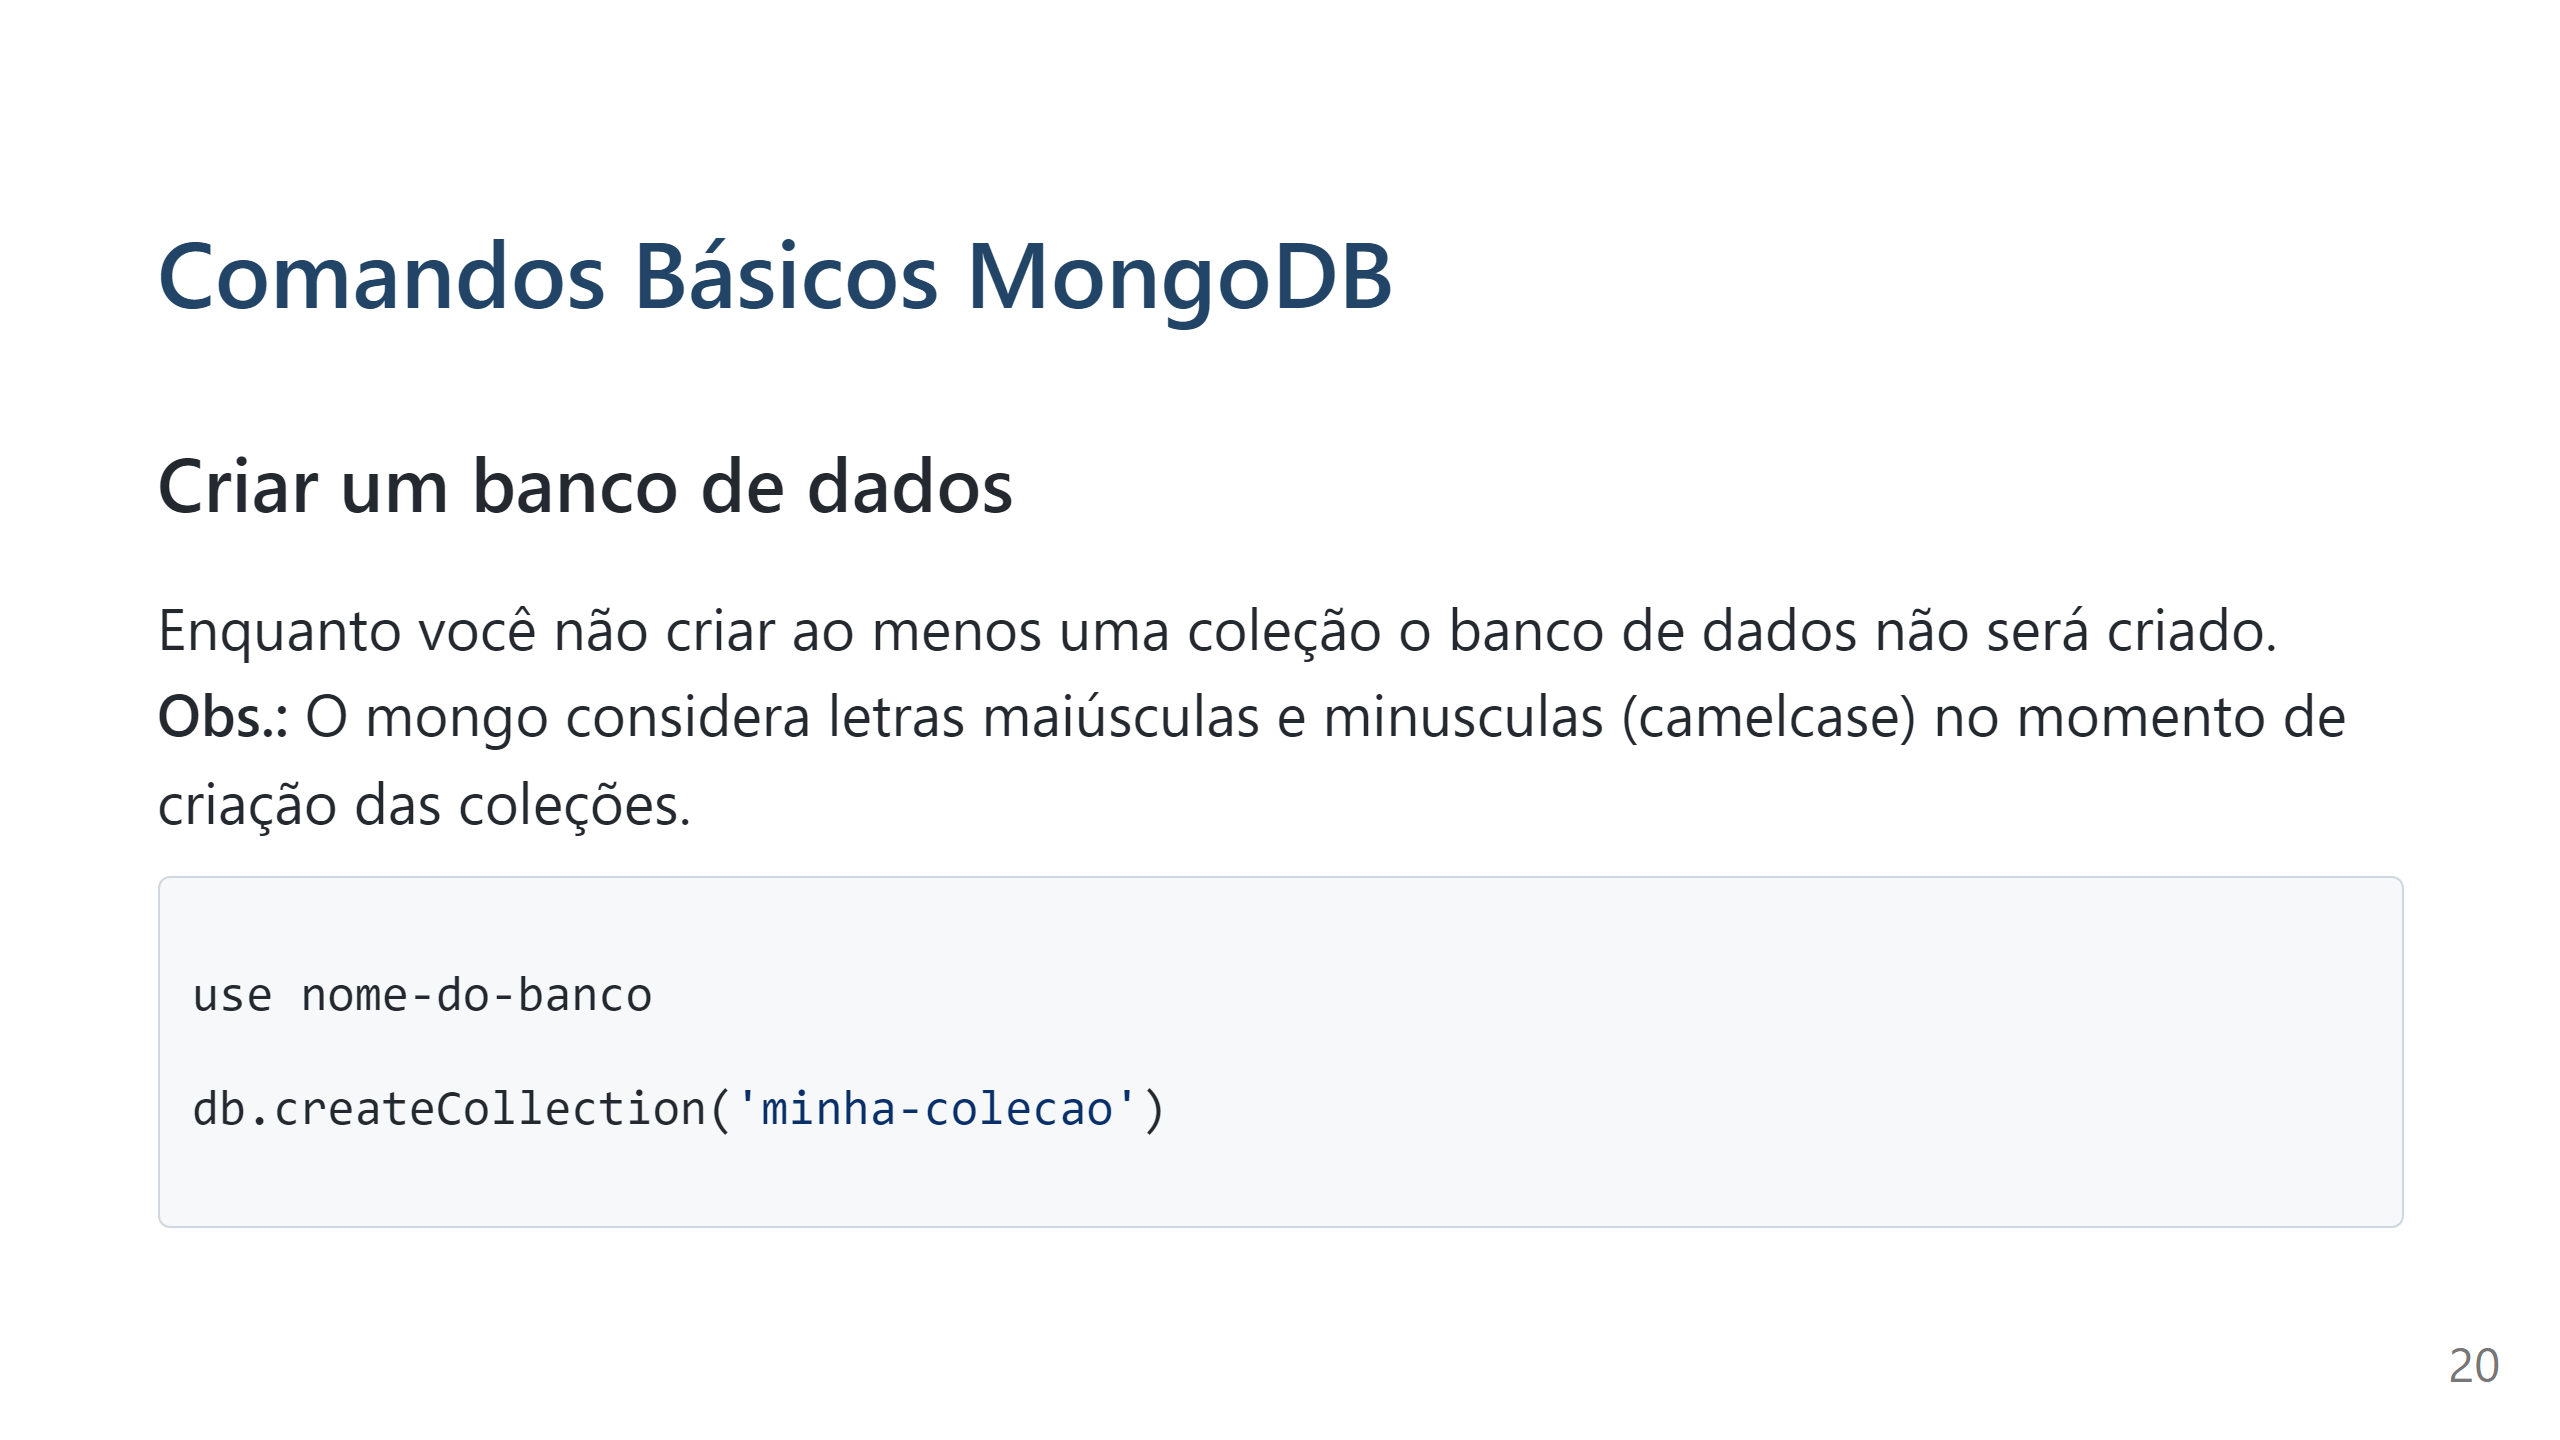 Comandos Básicos MongoDB
Criar um banco de dados
Enquanto você não criar ao menos uma coleção o banco de dados não será criado.
Obs.: O mongo considera letras maiúsculas e minusculas (camelcase) no momento de
criação das coleções.
use nome-do-banco
db.createCollection('minha-colecao')
20